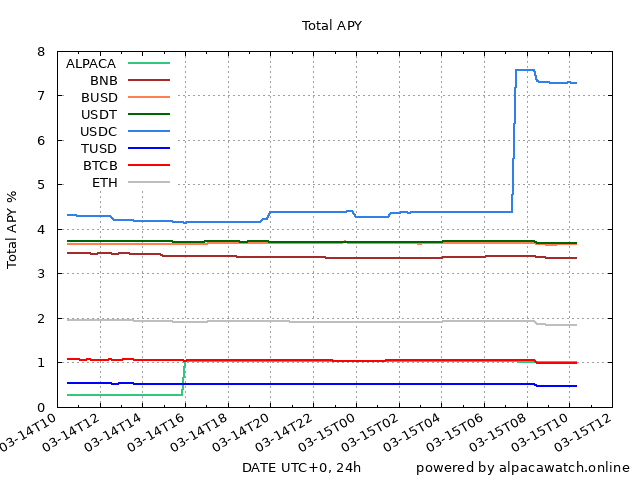 Total APY
Total APY %
8
7
6
5
4
3
2
1
0
ALPACA
BNB
BUSD
USDT
USDC
TUSD
BTCB
ETH
03-14T10
03-14T12
03-14T14
03-14T16
03-14T18
03-14T20
03-14T22
03-15T00
03-15T02
03-15T04
03-15T06
03-15T08
03-15T10
03-15T12
DATE UTC+0, 24h
powered by alpacawatch.online